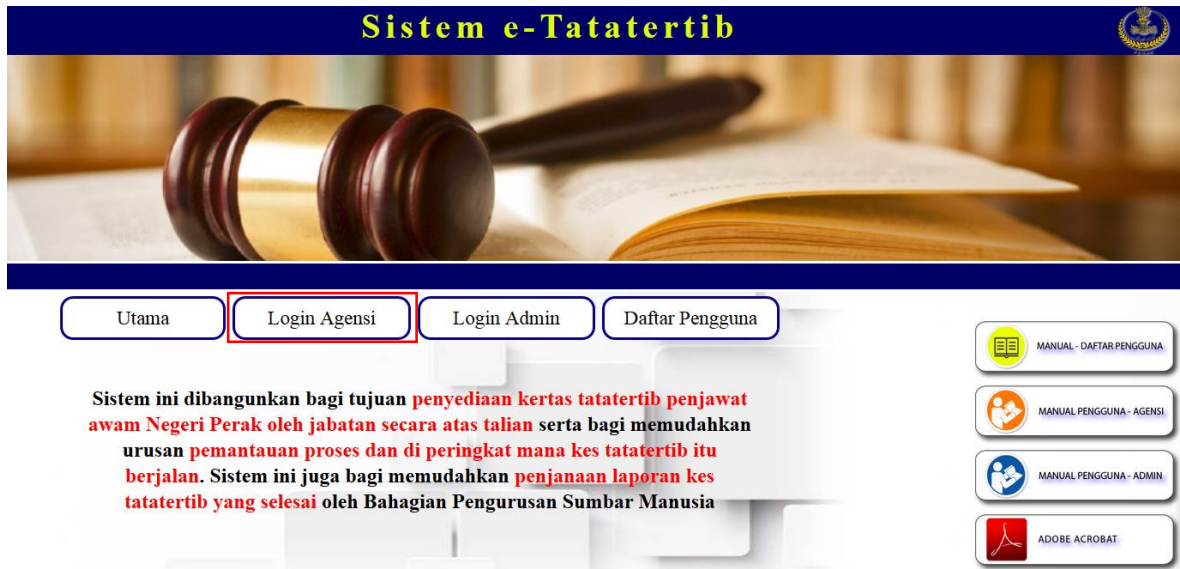 Sistem e-Tatatertib
Utama
Login Agensi
Login Admin
Daftar Pengguna
Sistem ini dibangunkan bagi tujuan penyediaan kertas tatatertib penjawat
awam Negeri Perak oleh jabatan secara atas talian serta bagi memudahkan
urusan pemantauan proses dan di peringkat mana kes tatatertib itu
berjalan. Sistem ini juga bagi memudahkan penjanaan laporan kes
tatatertib yang selesai oleh Bahagian Pengurusan Sumbar Manusia
MANUAL - DAFTAR PENGGUNA
MANUAL PENGGUNA - AGENSI
MANUAL PENGGUNA - ADMIN
ADOBE ACROBAT